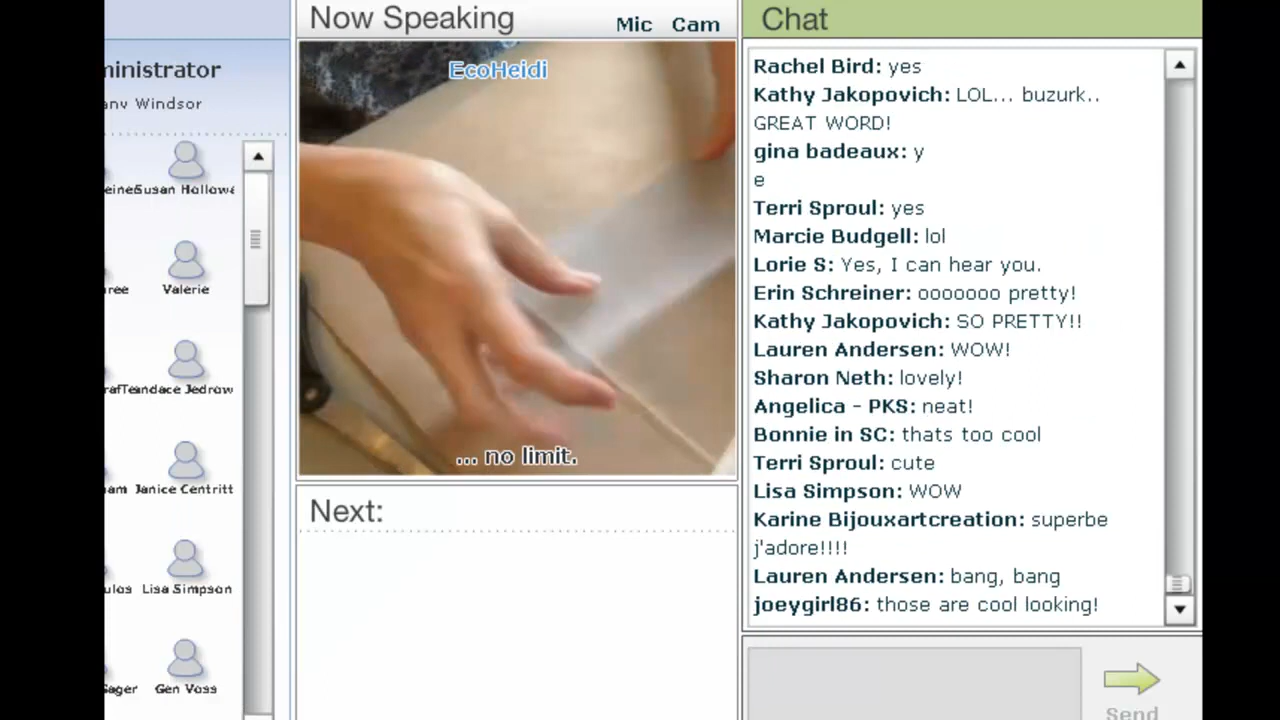 ministrator
any Windsor
Susan Hollowa
ree
Valerie
andace Jedrow
am
Janice Centritt
ulos
Lisa Simpson
Gen Voss
Now Speaking
Mic Cam
EcoHeidi
... no limit.
Next:
Chat
Rachel Bird: yes
Kathy Jakopovich: LOL... buzurk..
GREAT WORD!
gina badeaux: y
e
Terri Sproul: yes
Marcie Budgell: lol
Lorie S: Yes, I can hear you.
Erin Schreiner: ooooooo pretty!
Kathy Jakopovich: SO PRETTY!!
Lauren Andersen: WOW!
Sharon Neth: lovely!
Angelica - PKS: neat!
Bonnie in SC: thats too cool
Terri Sproul: cute
Lisa Simpson: WOW
Karine Bijouxartcreation: superbe
j'adore!!!!
Lauren Andersen: bang, bang
joeygirl86: those are cool looking!
Send